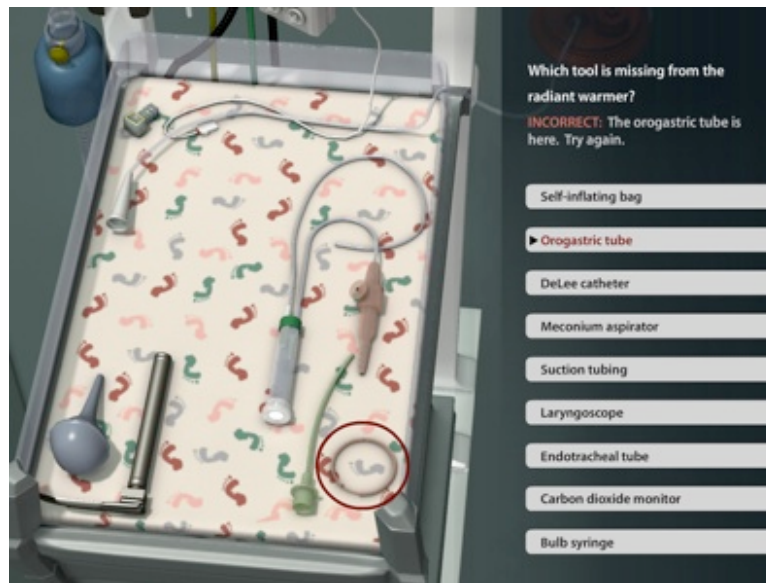 Which tool is missing from the
radiant warmer?
INCORRECT: The orogastric tube is
here. Try again.
Self-inflating bag
Orogastric tube
DeLee catheter
Meconium aspirator
Suction tubing
Laryngoscope
Endotracheal tube
Carbon dioxide monitor
Bulb syringe